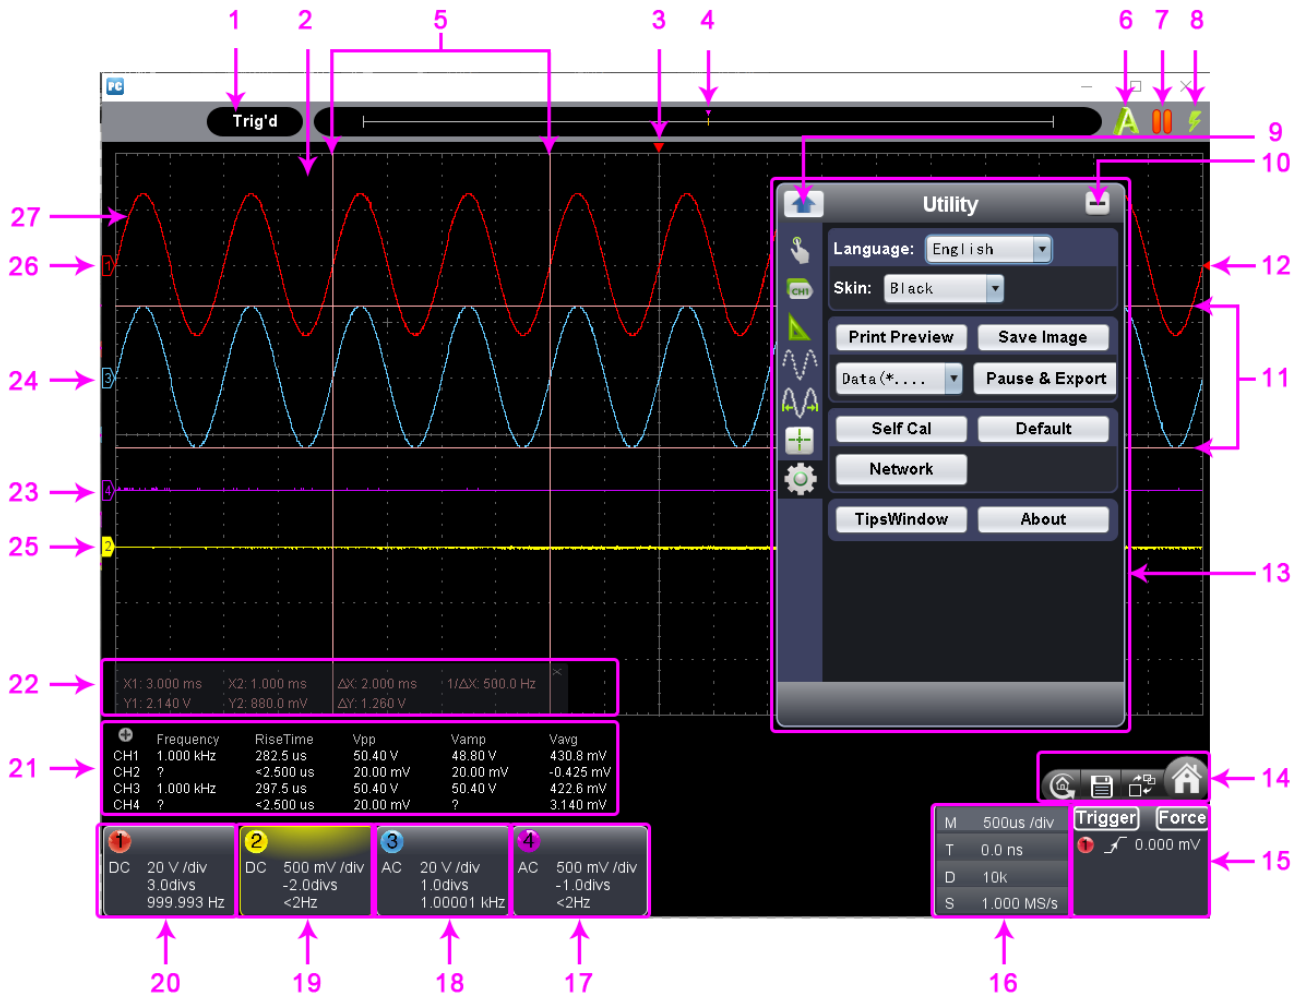 1 2 5 3 4 6 7 8
PC
Trig'd
A
9
10
Utility
27
Language: English
26
1
12
CH1
Skin: Black
Print Preview Save Image
24
3
Data(*.... Pause & Export
11
Self Cal Default
Network
23
4
TipsWindow About
25
2
13
22
X1: 3.000 ms X2: 1.000 ms ΔX: 2.000 ms 1/ΔX: 500.0 Hz
Y1: 2.140 V Y2: 880.0 mV ΔY: 1.260 V
21
Frequency RiseTime Vpp Vamp Vavg
CH1 1.000 kHz 282.5 us 50.40 V 48.80 V 430.8 mV
CH2 ? <2.500 us 20.00 mV 20.00 mV -0.425 mV
CH3 1.000 kHz 297.5 us 50.40 V 50.40 V 422.6 mV
CH4 ? <2.500 us 20.00 mV ? 3.140 mV
14
1
DC 20 V /div
3.0divs
999.993 Hz
2
DC 500 mV /div
-2.0divs
<2Hz
3
AC 20 V /div
1.0divs
1.00001 kHz
4
AC 500 mV /div
-1.0divs
<2Hz
M 500us /div
T 0.0 ns
D 10k
S 1.000 MS/s
Trigger Force
1 0.000 mV
15
20 19 18 17 16